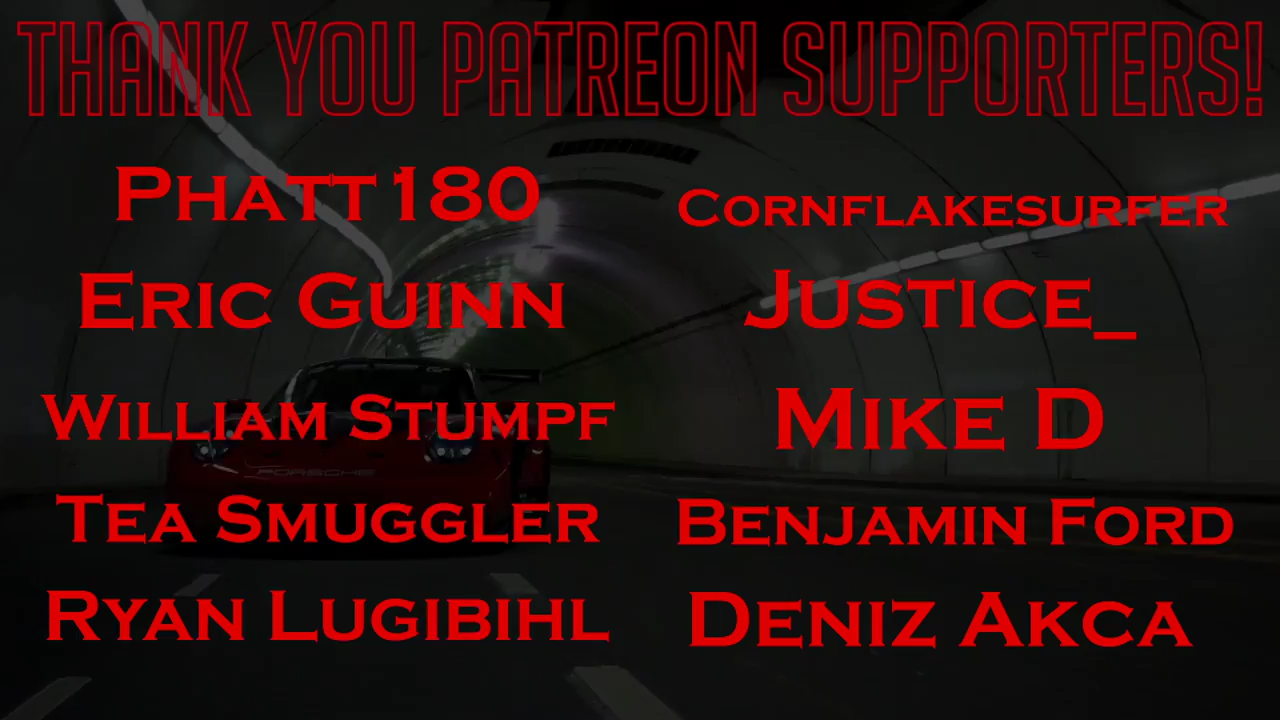 THANK YOU PATREON SUPPORTERS!
Phatt180
Cornflakesurfer
Eric Guinn
Justice_
William Stumpf
Mike D
Tea Smuggler
Benjamin Ford
Ryan Lugibihl
Deniz Akca
PORSCHE